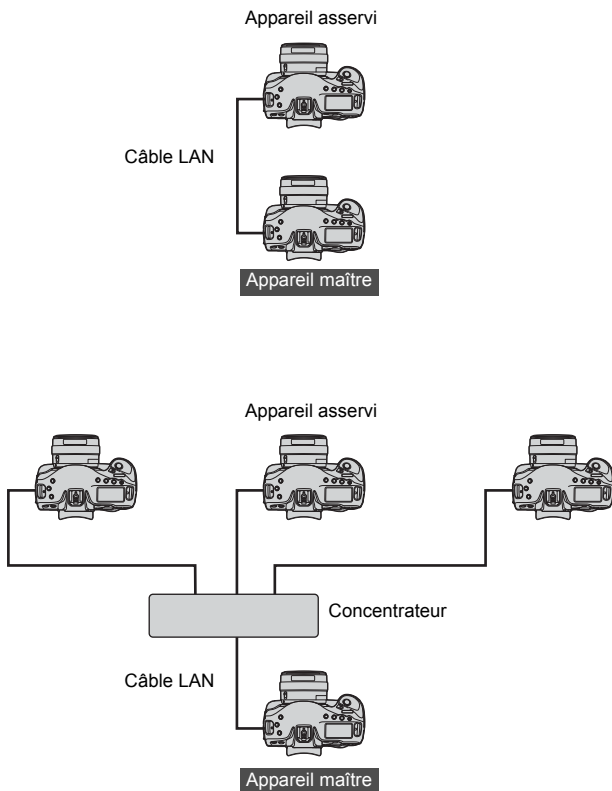 Appareil asservi
Câble LAN
Appareil maître
Appareil asservi
Concentrateur
Câble LAN
Appareil maître